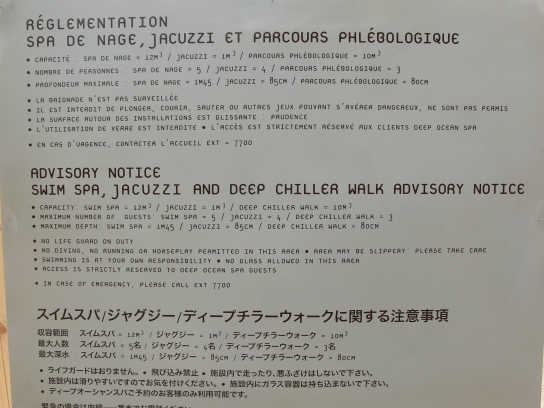 RÉGLEMENTATION
SPA DE NAGE, JACUZZI ET PARCOURS PHLÉBOLOGIQUE
• CAPACITÉ : SPA DE NAGE = 12M³ / JACUZZI = 1M³ / PARCOURS PHLÉBOLOGIQUE = 10M³
• NOMBRE DE PERSONNES : SPA DE NAGE = 5 / JACUZZI = 4 / PARCOURS PHLÉBOLOGIQUE = 3
• PROFONDEUR MAXIMALE : SPA DE NAGE = 1M45 / JACUZZI = 85CM / PARCOURS PHLÉBOLOGIQUE = 80CM
• LA BAIGNADE N'EST PAS SURVEILLÉE
• IL EST INTERDIT DE PLONGER, COURIR, SAUTER OU AUTRES JEUX POUVANT S'AVÉRER DANGEREUX, NE SONT PAS PERMIS
• LA SURFACE AUTOUR DES INSTALLATIONS EST GLISSANTE : PRUDENCE
• L'UTILISATION DE VERRE EST INTERDITE • L'ACCÈS EST STRICTEMENT RÉSERVÉ AUX CLIENTS DEEP OCEAN SPA
• EN CAS D'URGENCE, CONTACTER L'ACCUEIL EXT = 7700
ADVISORY NOTICE
SWIM SPA, JACUZZI AND DEEP CHILLER WALK ADVISORY NOTICE
• CAPACITY: SWIM SPA = 12M³ / JACUZZI = 1M³ / DEEP CHILLER WALK = 10M³
• MAXIMUM NUMBER OF GUESTS: SWIM SPA = 5 / JACUZZI = 4 / DEEP CHILLER WALK = 3
• MAXIMUM DEPTH: SWIM SPA = 1M45 / JACUZZI = 85CM / DEEP CHILLER WALK = 80CM
• NO LIFE GUARD ON DUTY
• NO DIVING, NO RUNNING OR HORSEPLAY PERMITTED IN THIS AREA • AREA MAY BE SLIPPERY: PLEASE TAKE CARE
• SWIMMING IS AT YOUR OWN RESPONSIBILITY • NO GLASS ALLOWED IN THIS AREA
• ACCESS IS STRICTLY RESERVED TO DEEP OCEAN SPA GUESTS
• IN CASE OF EMERGENCY, PLEASE CALL EXT 7700
スイムスパ/ジャグジー/ディープチラーウォークに関する注意事項
収容範囲 : スイムスパ = 12M³ / ジャグジー = 1M³ / ディープチラーウォーク = 10M³
最大人数 : スイムスパ = 5名 / ジャグジー = 4名 / ディープチラーウォーク = 3名
最大深水 : スイムスパ = 1M45 / ジャグジー = 85CM / ディープチラーウォーク = 80CM
• ライフガードはおりません。• 飛び込み禁止 • 施設内で走ったり、悪ふざけはしないで下さい。
• 施設内は滑りやすいですのでお気を付けください。• 施設内にガラス容器は持ち込まないで下さい。
• ディープオーシャンスパにご予約のお客様のみ利用可能です。